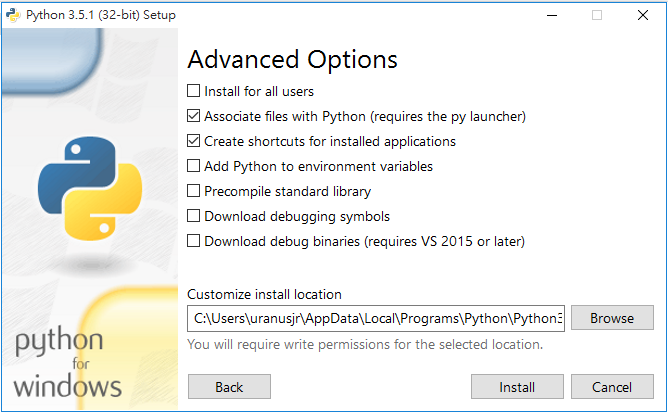 Python 3.5.1 (32-bit) Setup
Advanced Options
Install for all users
Associate files with Python (requires the py launcher)
Create shortcuts for installed applications
Add Python to environment variables
Precompile standard library
Download debugging symbols
Download debug binaries (requires VS 2015 or later)
Customize install location
C:\Users\uranusjr\AppData\Local\Programs\Python\Python3
Browse
You will require write permissions for the selected location.
python
for
windows
Back
Install
Cancel